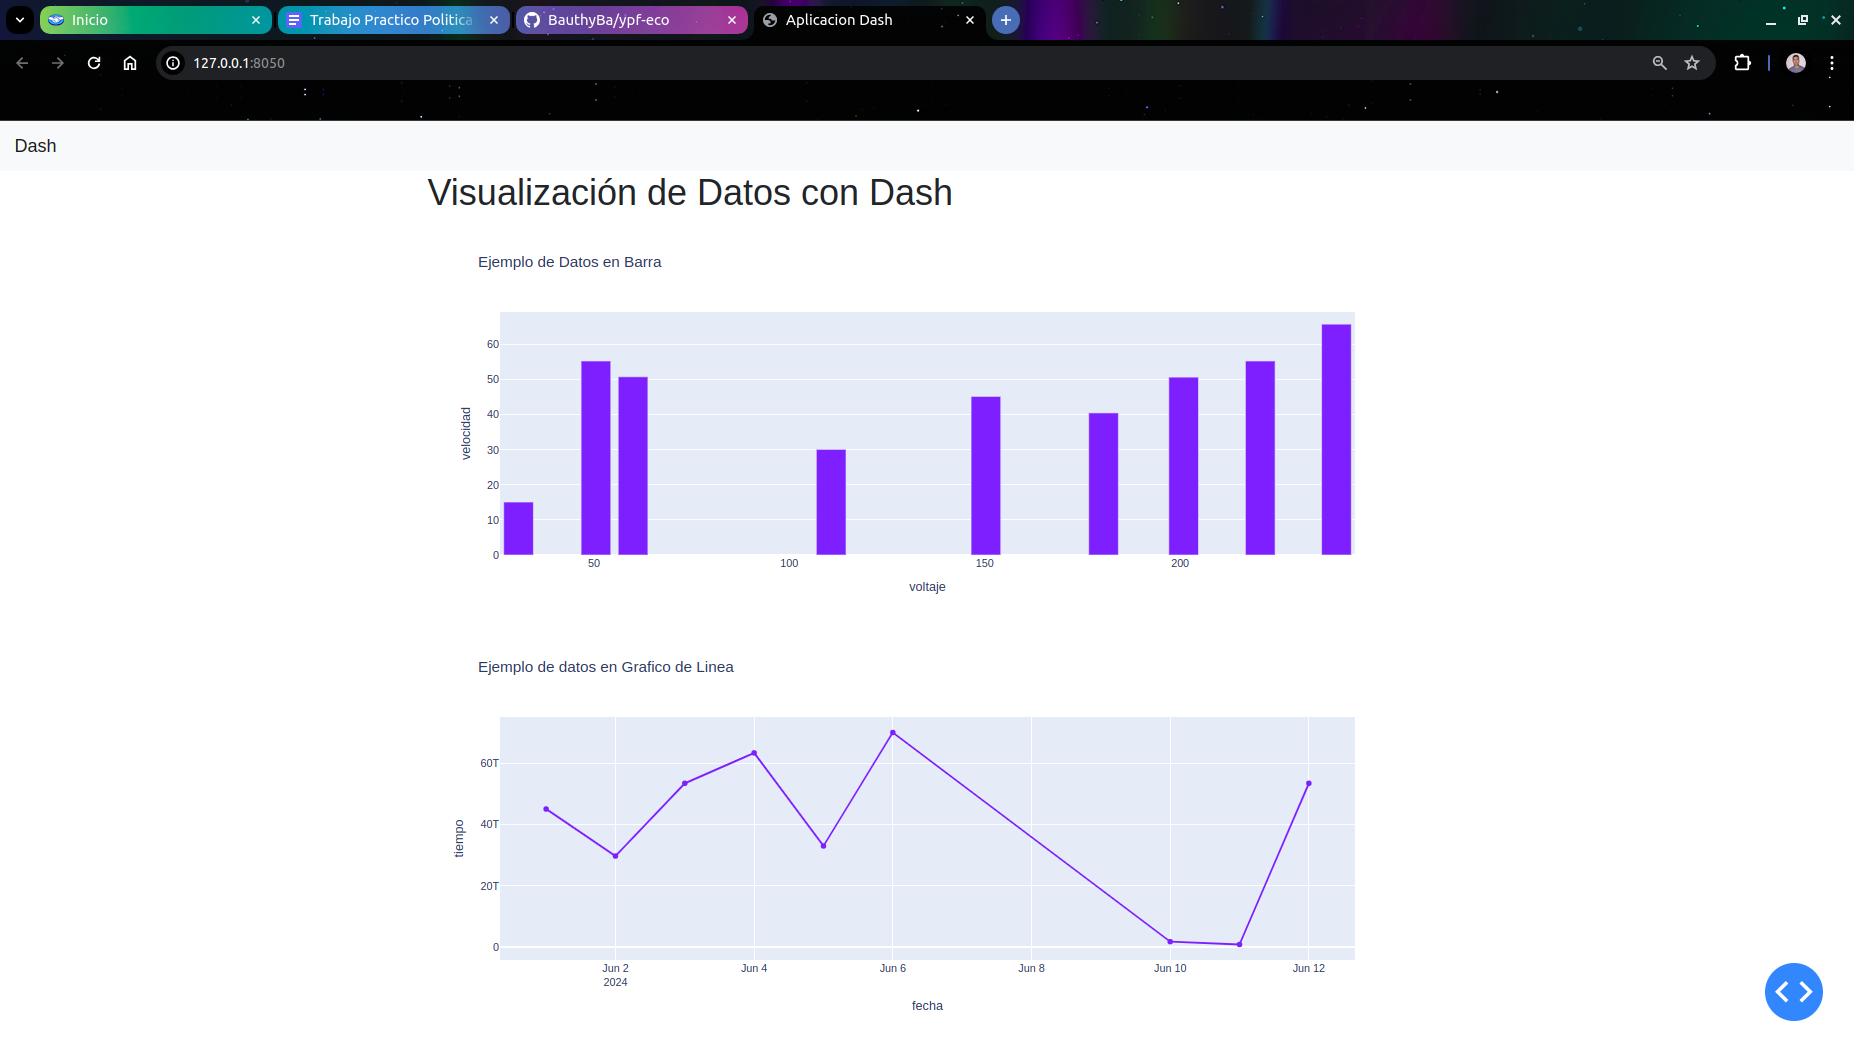 Inicio
Trabajo Practico Politica
BauthyBa/ypf-eco
Aplicacion Dash
127.0.0.1:8050
Dash
Visualización de Datos con Dash
Ejemplo de Datos en Barra
velocidad
60
50
40
30
20
10
0
50
100
150
200
voltaje
Ejemplo de datos en Grafico de Linea
tiempo
60T
40T
20T
0
Jun 2
2024
Jun 4
Jun 6
Jun 8
Jun 10
Jun 12
fecha